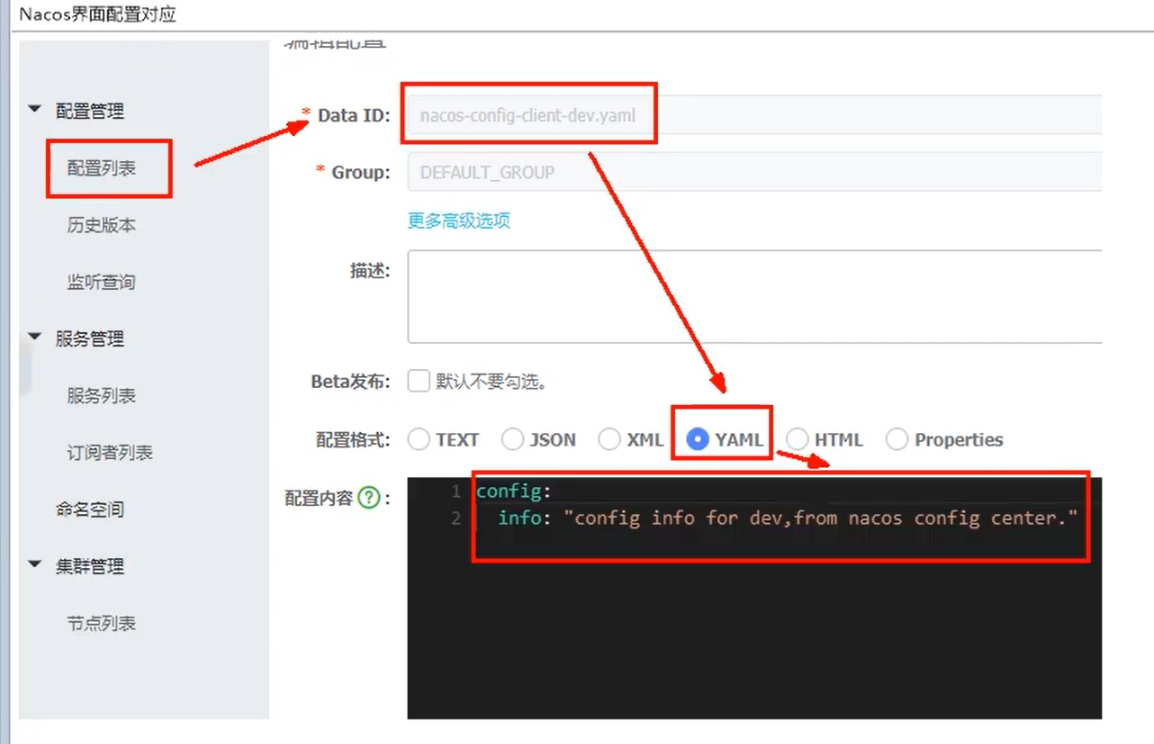 Nacos界面配置对应
编辑配置
配置管理
配置列表
历史版本
监听查询
服务管理
服务列表
订阅者列表
命名空间
集群管理
节点列表
* Data ID: nacos-config-client-dev.yaml
* Group: DEFAULT_GROUP
更多高级选项
描述:
Beta发布: 默认不要勾选。
配置格式: TEXT JSON XML YAML HTML Properties
配置内容 ? :
1 config:
2 info: "config info for dev,from nacos config center."